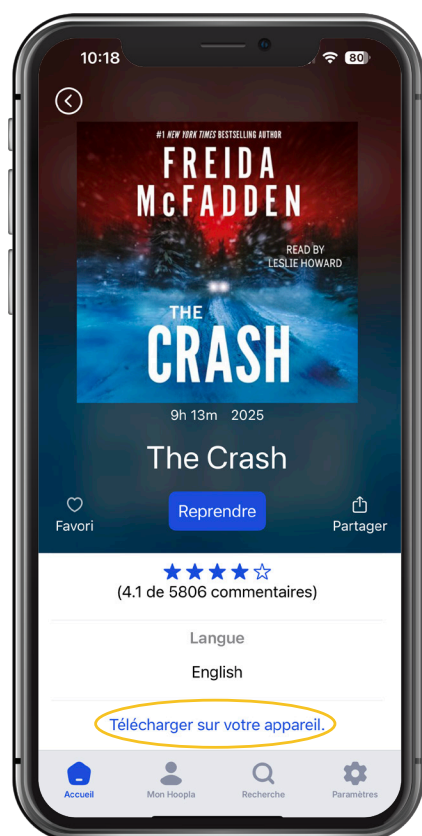 10:18
80
#1 NEW YORK TIMES BESTSELLING AUTHOR
FREIDA
McFADDEN
READ BY
LESLIE HOWARD
THE
CRASH
9h 13m 2025
The Crash
Favori
Reprendre
Partager
(4.1 de 5806 commentaires)
Langue
English
Télécharger sur votre appareil.
Accueil
Mon Hoopla
Recherche
Paramètres